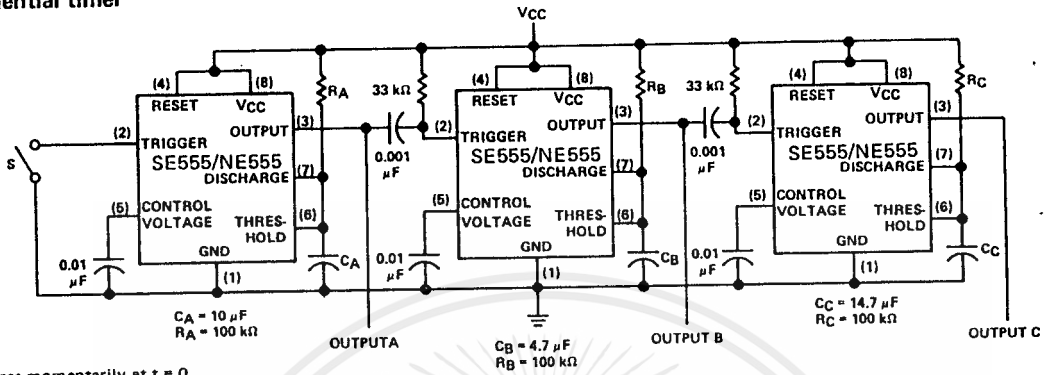 ential timer
VCC
(4)
(8)
RESET
VCC
RA
33 kΩ
(2)
TRIGGER
OUTPUT
(3)
SE555/NE555
DISCHARGE
(7)
S
(5)
CONTROL
VOLTAGE
THRES-
HOLD
(6)
GND
(1)
0.01
μF
CA
CA = 10 μF
RA = 100 kΩ
OUTPUT A
0.001
μF
(4)
(8)
RESET
VCC
RB
33 kΩ
(2)
TRIGGER
OUTPUT
(3)
SE555/NE555
DISCHARGE
(7)
(5)
CONTROL
VOLTAGE
THRES-
HOLD
(6)
GND
(1)
0.01
μF
CB
CB = 4.7 μF
RB = 100 kΩ
OUTPUT B
0.001
μF
(4)
(8)
RESET
VCC
RC
(2)
TRIGGER
OUTPUT
(3)
SE555/NE555
DISCHARGE
(7)
(5)
CONTROL
VOLTAGE
THRES-
HOLD
(6)
GND
(1)
0.01
μF
CC
CC = 14.7 μF
RC = 100 kΩ
OUTPUT C
momentarily at t = 0